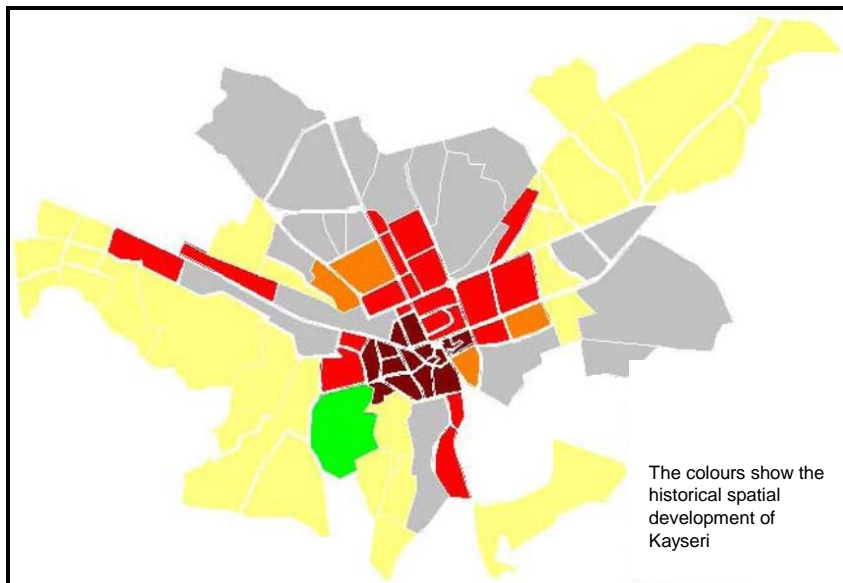 The colours show the
historical spatial
development of
Kayseri